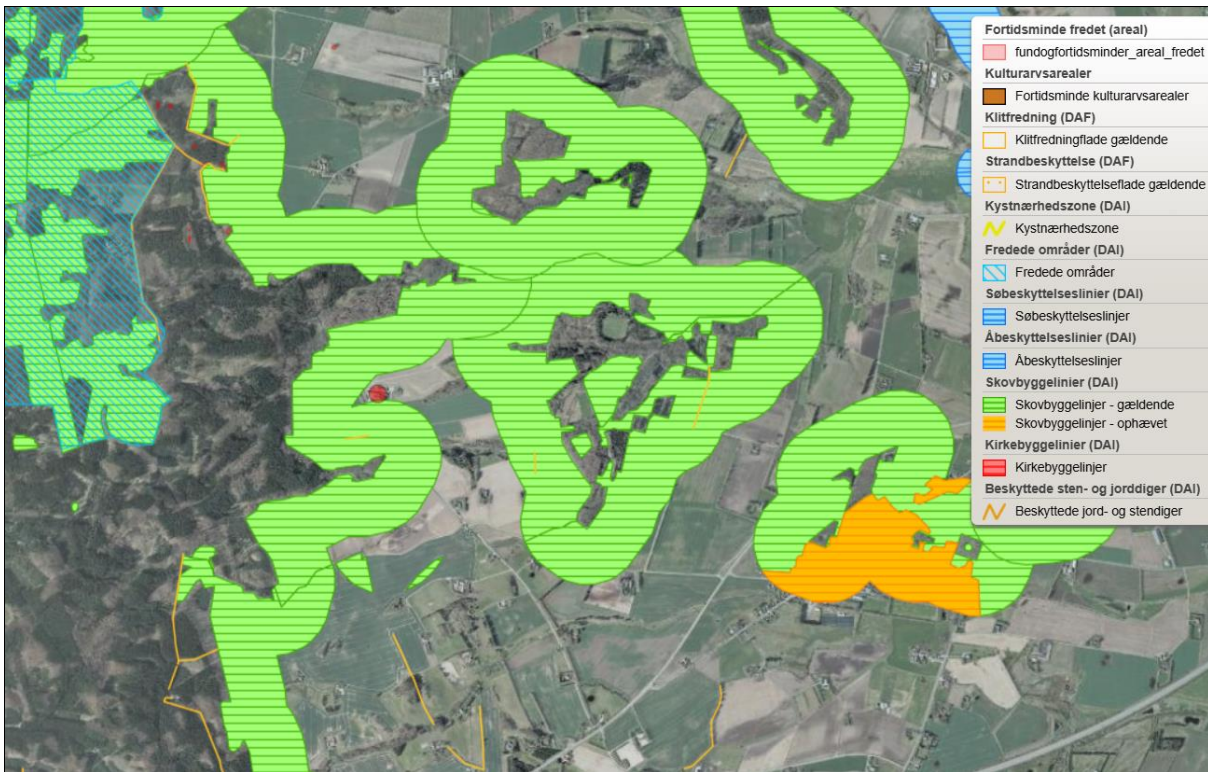 Fortidsminde fredet (areal)
fundogfortidsminder_areal_fredet
Kulturarvsarealer
Fortidsminde kulturarvsarealer
Klitfredning (DAF)
Klitfredningflade gældende
Strandbeskyttelse (DAF)
Strandbeskyttelseflade gældende
Kystnærhedszone (DAI)
Kystnærhedszone
Fredede områder (DAI)
Fredede områder
Søbeskyttelseslinier (DAI)
Søbeskyttelseslinjer
Åbeskyttelseslinier (DAI)
Åbeskyttelseslinjer
Skovbyggelinier (DAI)
Skovbyggelinjer - gældende
Skovbyggelinjer - ophævet
Kirkebyggelinier (DAI)
Kirkebyggelinjer
Beskyttede sten- og jorddiger (DAI)
Beskyttede jord- og stendiger